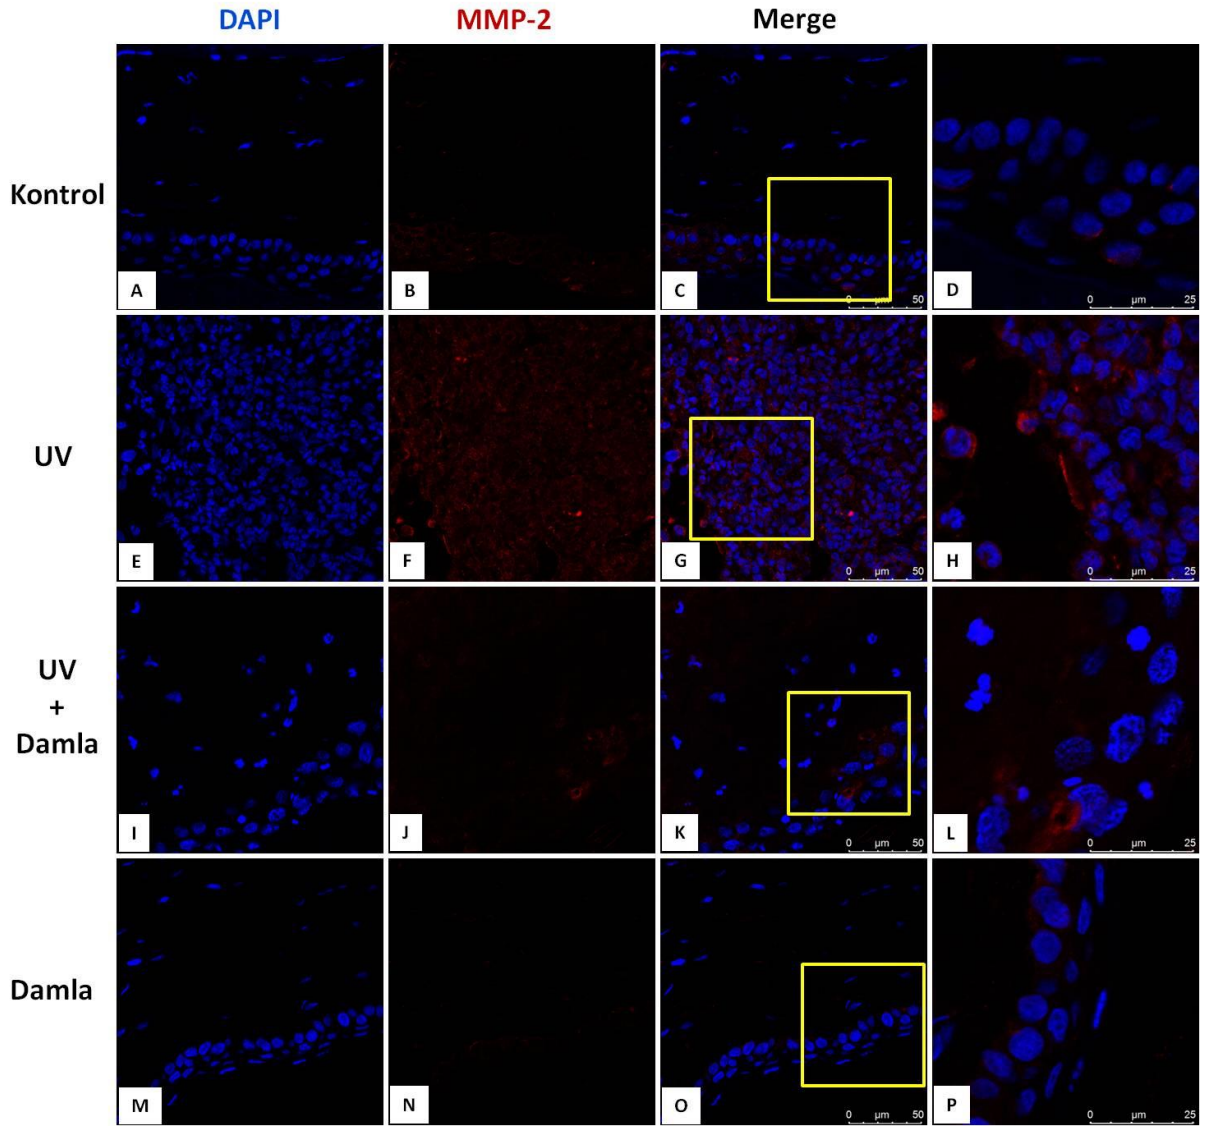 DAPI MMP-2 Merge
Kontrol
A B C 0 µm 50 D 0 µm 25
UV
E F G 0 µm 50 H 0 µm 25
UV
+
Damla
I J K 0 µm 50 L 0 µm 25
Damla
M N O 0 µm 50 P 0 µm 25